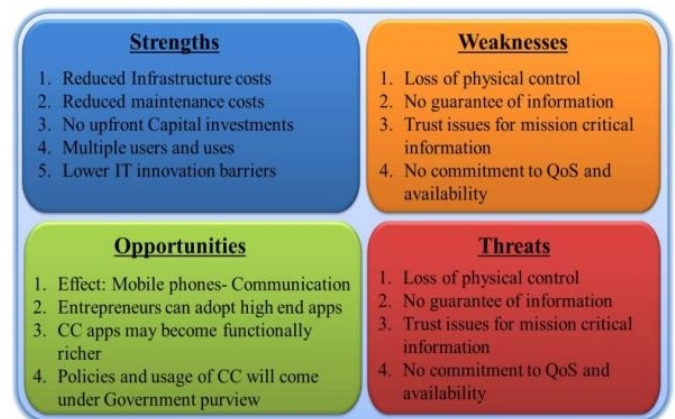 Strengths
1. Reduced Infrastructure costs
2. Reduced maintenance costs
3. No upfront Capital investments
4. Multiple users and uses
5. Lower IT innovation barriers
Weaknesses
1. Loss of physical control
2. No guarantee of information
3. Trust issues for mission critical
information
4. No commitment to QoS and
availability
Opportunities
1. Effect: Mobile phones- Communication
2. Entrepreneurs can adopt high end apps
3. CC apps may become functionally
richer
4. Policies and usage of CC will come
under Government purview
Threats
1. Loss of physical control
2. No guarantee of information
3. Trust issues for mission critical
information
4. No commitment to QoS and
availability